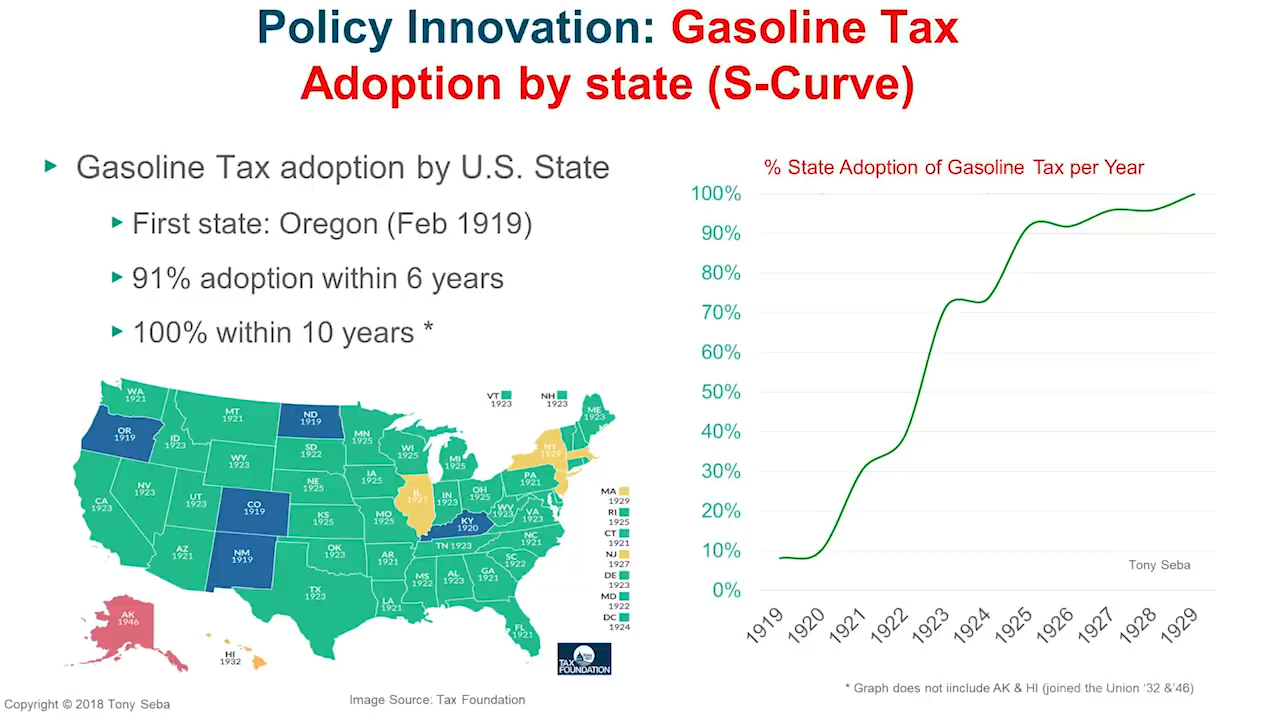 Policy Innovation: Gasoline Tax
Adoption by state (S-Curve)
Gasoline Tax adoption by U.S. State
First state: Oregon (Feb 1919)
91% adoption within 6 years
100% within 10 years *
% State Adoption of Gasoline Tax per Year
100%
90%
80%
70%
60%
50%
40%
30%
20%
10%
0%
Tony Seba
1919
1920
1921
1922
1923
1924
1925
1926
1927
1928
1929
* Graph does not iinclude AK & HI (joined the Union '32 &'46)
WA
1921
OR
1919
ID
1923
MT
1921
ND
1919
MN
1925
WI
1925
MI
1925
VT
1923
NH
1923
ME
1923
NY
1929
WY
1923
SD
1922
IA
1925
NE
1925
IL
1927
IN
1923
OH
1925
PA
1921
NV
1923
UT
1923
CO
1919
KS
1925
MO
1925
KY
1920
WV
1923
VA
1923
CA
1923
AZ
1921
NM
1919
OK
1923
AR
1921
TN 1923
NC
1921
SC
1922
TX
1923
LA
1921
MS
1922
AL
1923
GA
1921
FL
1921
MA
1929
RI
1925
CT
1921
NJ
1927
DE
1923
MD
1922
DC
1924
AK
1946
HI
1932
TAX
FOUNDATION
Image Source: Tax Foundation
Copyright © 2018 Tony Seba